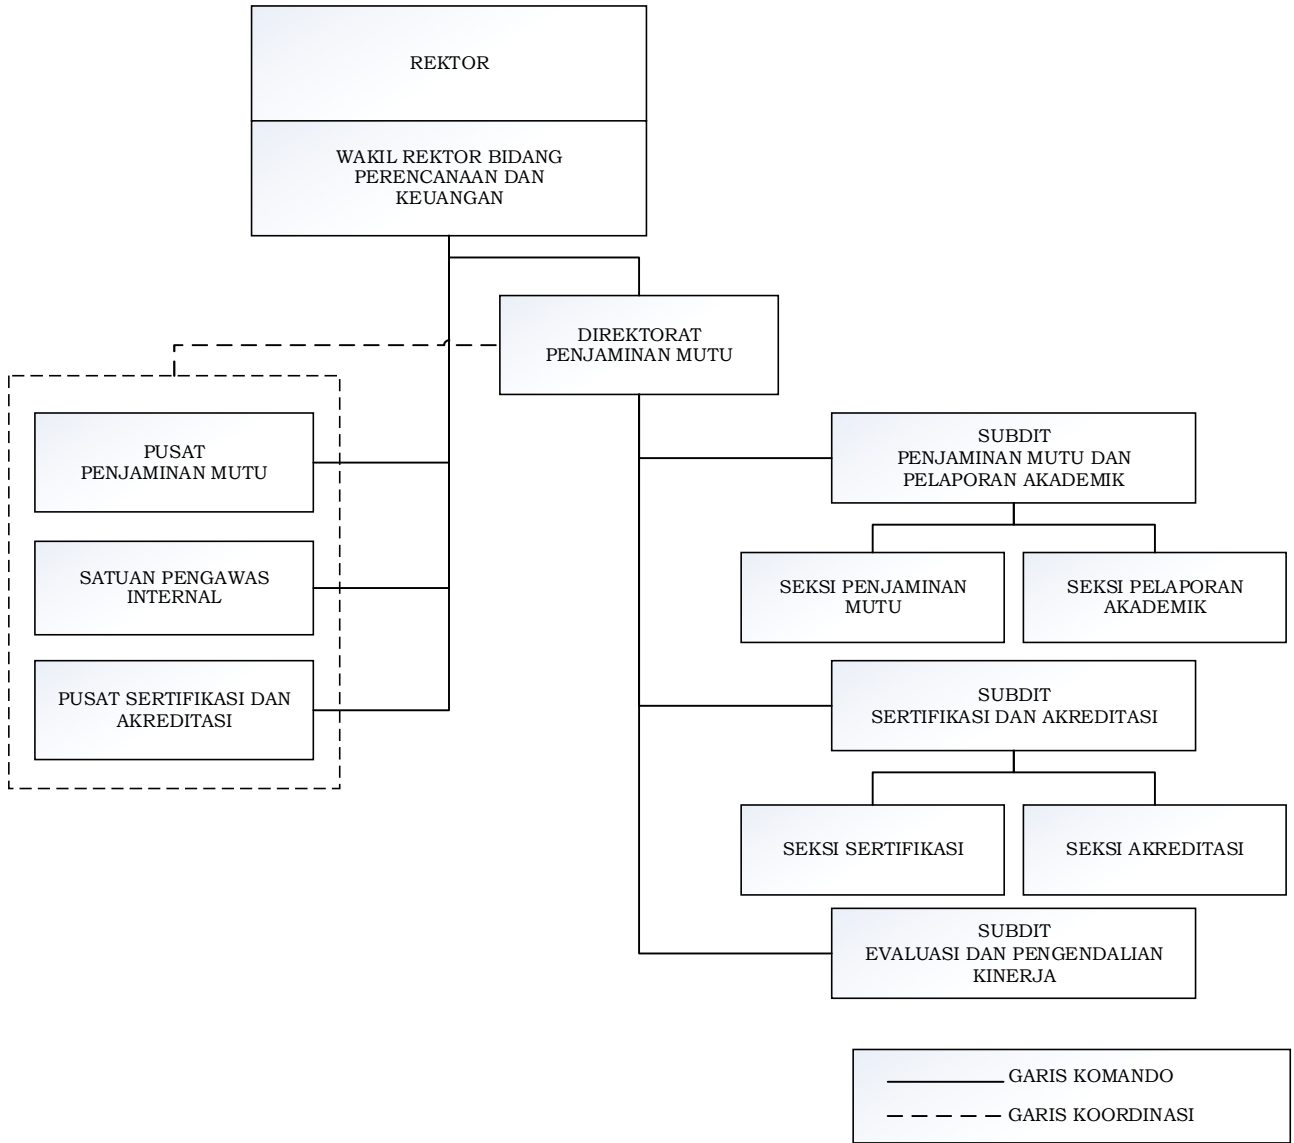 REKTOR
WAKIL REKTOR BIDANG
PERENCANAAN DAN
KEUANGAN
DIREKTORAT
PENJAMINAN MUTU
PUSAT
PENJAMINAN MUTU
SATUAN PENGAWAS
INTERNAL
PUSAT SERTIFIKASI DAN
AKREDITASI
SUBDIT
PENJAMINAN MUTU DAN
PELAPORAN AKADEMIK
SEKSI PENJAMINAN
MUTU
SEKSI PELAPORAN
AKADEMIK
SUBDIT
SERTIFIKASI DAN AKREDITASI
SEKSI SERTIFIKASI
SEKSI AKREDITASI
SUBDIT
EVALUASI DAN PENGENDALIAN
KINERJA
GARIS KOMANDO
GARIS KOORDINASI